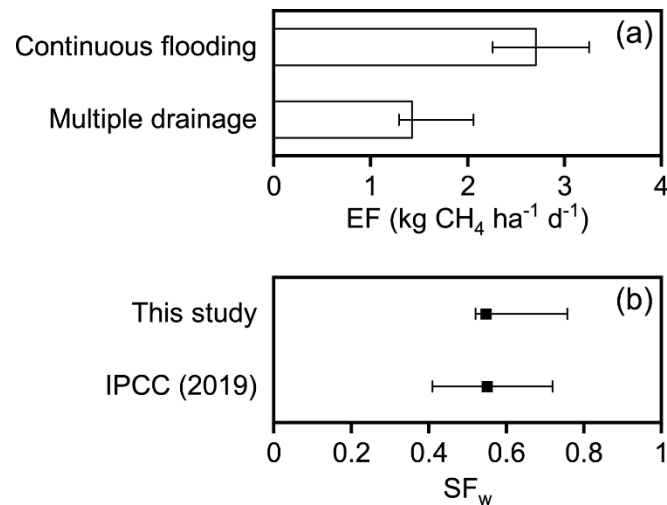 (a)
Continuous flooding
Multiple drainage
0 1 2 3 4
EF (kg CH₄ ha⁻¹ d⁻¹)
(b)
This study
IPCC (2019)
0 0.2 0.4 0.6 0.8 1
SFw